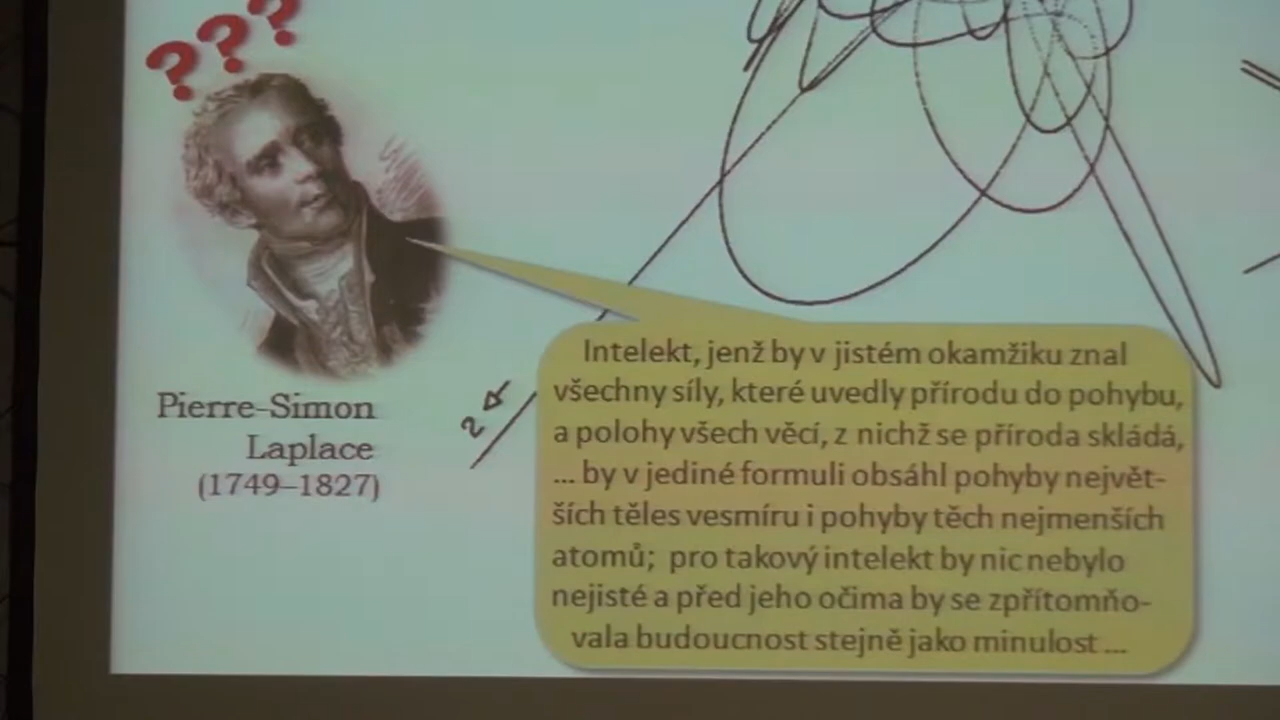 ???
Pierre-Simon
Laplace
(1749–1827)
2
Intelekt, jenž by v jistém okamžiku znal
všechny síly, které uvedly přírodu do pohybu,
a polohy všech věcí, z nichž se příroda skládá,
... by v jediné formuli obsáhl pohyby největ-
ších těles vesmíru i pohyby těch nejmenších
atomů; pro takový intelekt by nic nebylo
nejisté a před jeho očima by se zpřítomňo-
vala budoucnost stejně jako minulost ...